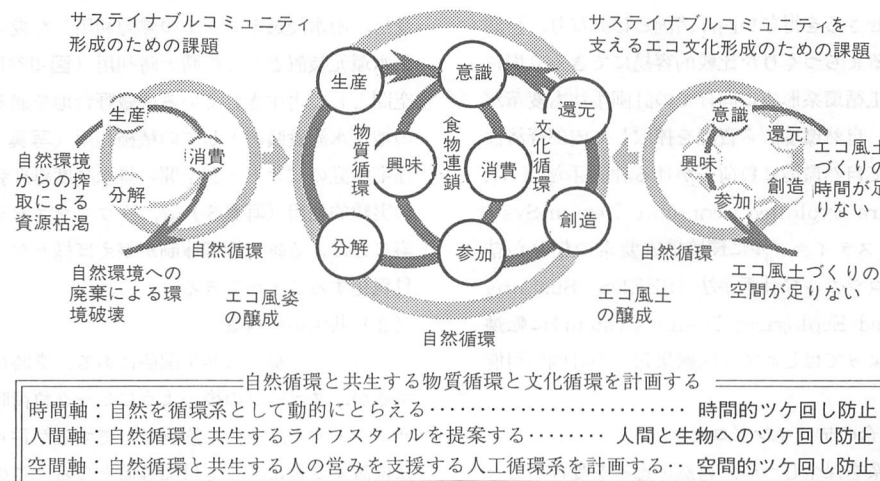 サステイナブルコミュニティ
形成のための課題
生産
消費
分解
自然環境
からの搾
取による
資源枯渇
自然循環
自然環境への
廃棄による環
境破壊
生産
意識
還元
物質循環
食物連鎖
文化循環
興味
消費
分解
参加
創造
エコ風姿
の醸成
エコ風土
の醸成
自然循環
サステイナブルコミュニティを
支えるエコ文化形成のための課題
意識
還元
興味
創造
参加
エコ風土
づくりの
時間が足
りない
自然循環
エコ風土づくりの
空間が足りない
自然循環と共生する物質循環と文化循環を計画する
時間軸：自然を循環系として動的にとらえる‥‥‥‥‥‥‥‥‥‥‥‥ 時間的ツケ回し防止
人間軸：自然循環と共生するライフスタイルを提案する‥‥‥‥ 人間と生物へのツケ回し防止
空間軸：自然循環と共生する人の営みを支援する人工循環系を計画する‥ 空間的ツケ回し防止